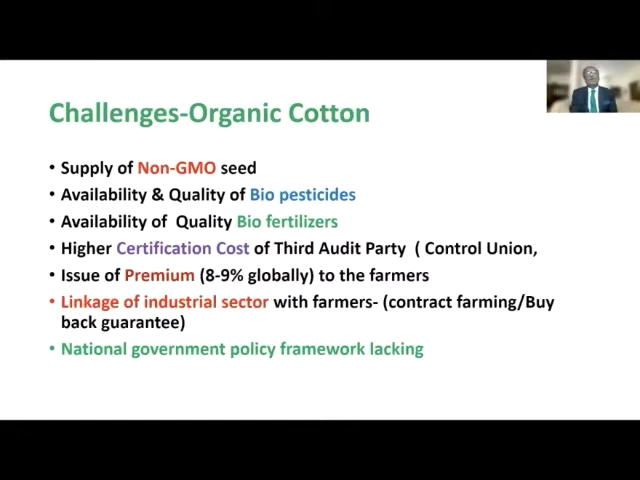 Challenges-Organic Cotton
• Supply of Non-GMO seed
• Availability & Quality of Bio pesticides
• Availability of Quality Bio fertilizers
• Higher Certification Cost of Third Audit Party ( Control Union,
• Issue of Premium (8-9% globally) to the farmers
• Linkage of industrial sector with farmers- (contract farming/Buy
back guarantee)
• National government policy framework lacking